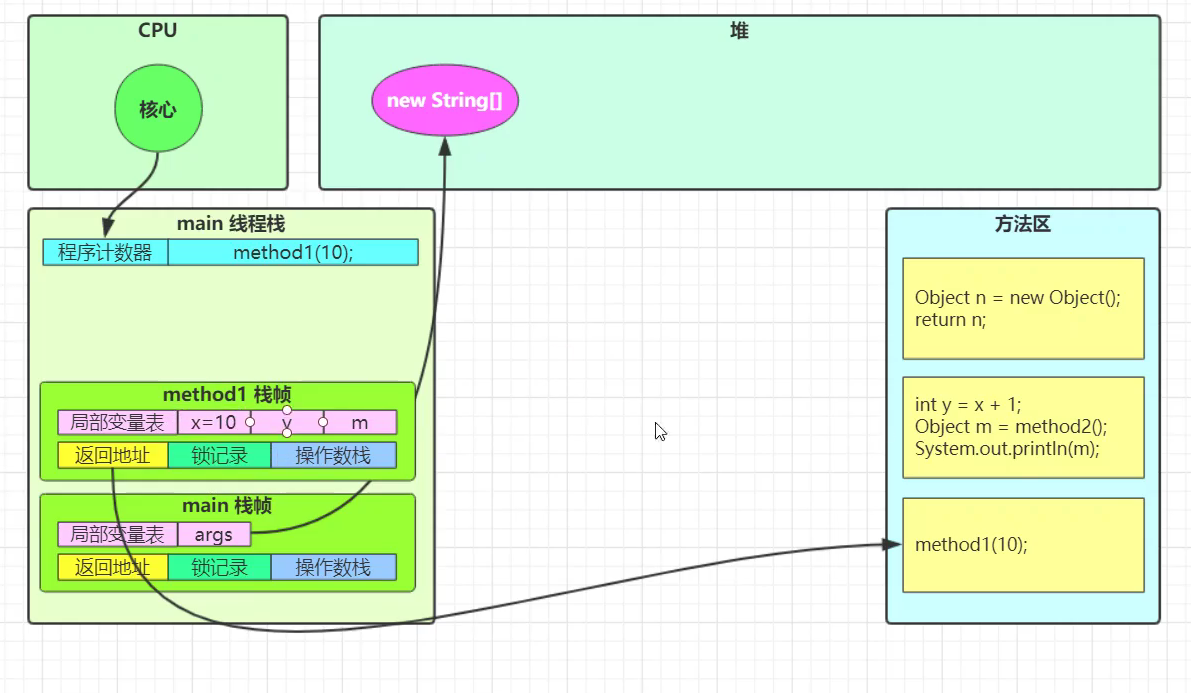 CPU
核心
堆
new String[]
main 线程栈
程序计数器
method1(10);
method1 栈帧
局部变量表
x=10
y
m
返回地址
锁记录
操作数栈
main 栈帧
局部变量表
args
返回地址
锁记录
操作数栈
方法区
Object n = new Object();
return n;
int y = x + 1;
Object m = method2();
System.out.println(m);
method1(10);